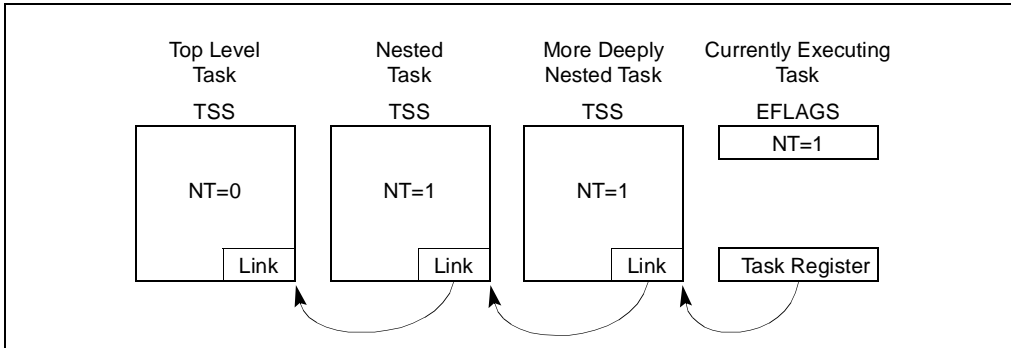 Top Level
Task
TSS
NT=0
Link
Nested
Task
TSS
NT=1
Link
More Deeply
Nested Task
TSS
NT=1
Link
Currently Executing
Task
EFLAGS
NT=1
Task Register